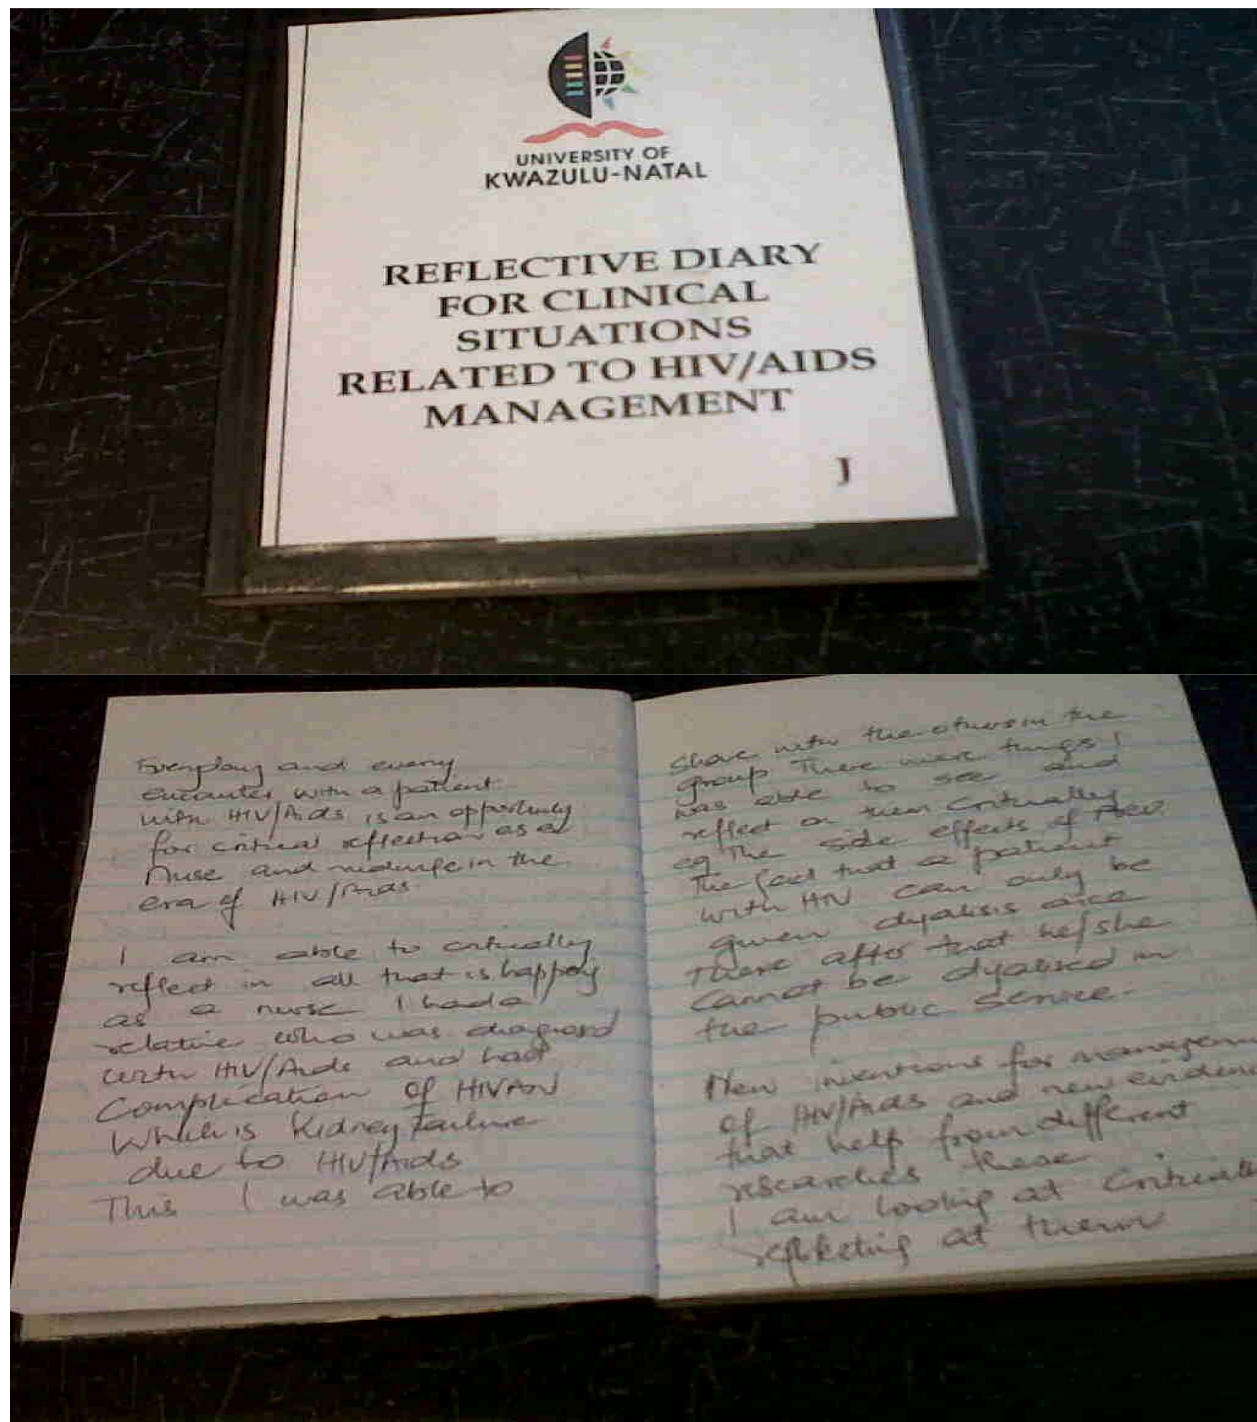 UNIVERSITY OF
KWAZULU-NATAL
REFLECTIVE DIARY
FOR CLINICAL
SITUATIONS
RELATED TO HIV/AIDS
MANAGEMENT
J
Everyday and every
encounter with a patient
with HIV/Aids is an opportunity
for critical reflection as a
Nurse and midwife in the
era of HIV/Aids.
I am able to critically
reflect in all that is happeng
as a nurse I had a
relative who was diagnosed
with HIV/Aids and had
Complication of HIVAN
Which is Kidney Failure
due to HIV/Aids
This I was able to
Share with the others in the
group There were things I
was able to see and
reflect on them Critically
eg The side effects of
The fact that a patient
with HIV can only be
given dyalisis once
There after that he/she
Cannot be dyalised in
the public service.
New inventions for managem
of HIV/Aids and new eviden
that help from different
researches these
I am looking at Critically
reflecketing at them